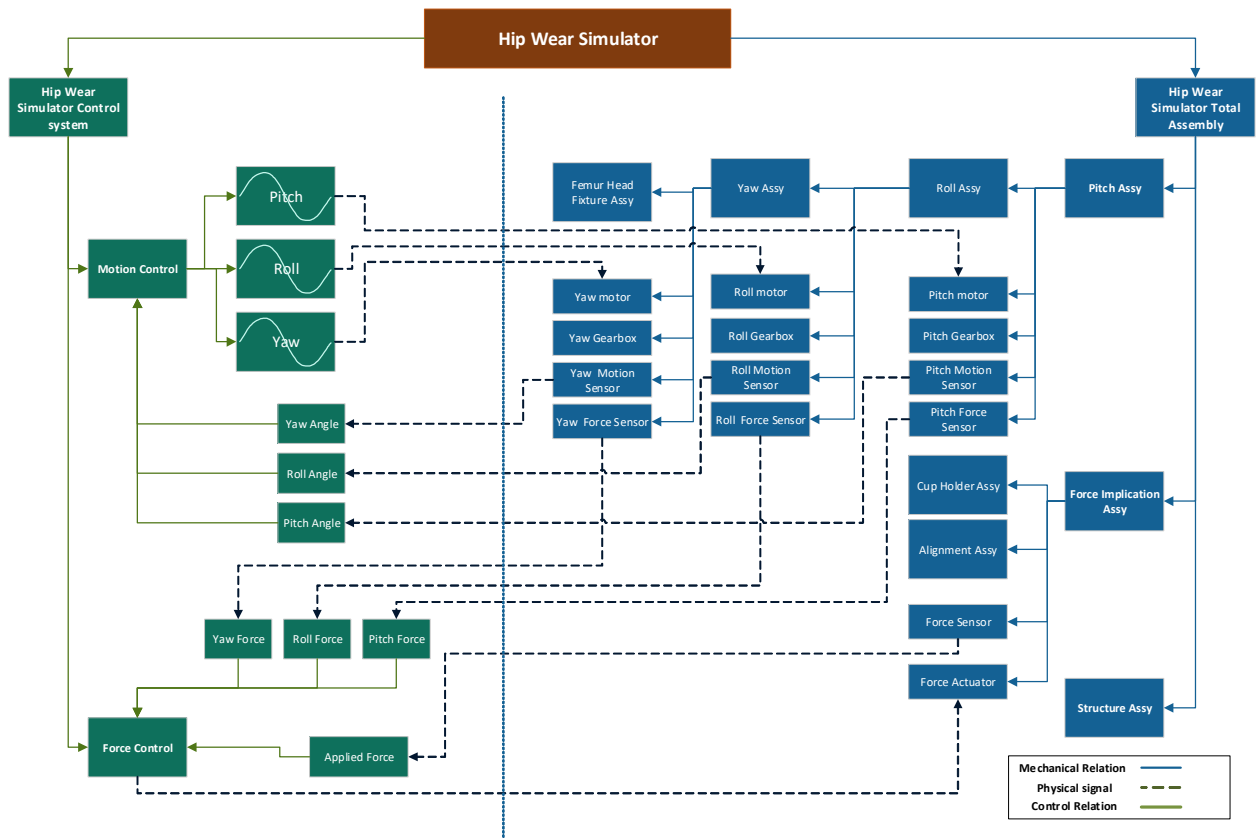 Hip Wear Simulator
Hip Wear
Simulator Control
system
Hip Wear
Simulator Total
Assembly
Pitch
Femur Head
Fixture Assy
Yaw Assy
Roll Assy
Pitch Assy
Motion Control
Roll
Yaw motor
Roll motor
Pitch motor
Yaw
Yaw Gearbox
Roll Gearbox
Pitch Gearbox
Yaw Motion
Sensor
Roll Motion
Sensor
Pitch Motion
Sensor
Yaw Angle
Yaw Force Sensor
Roll Force Sensor
Pitch Force
Sensor
Roll Angle
Cup Holder Assy
Force Implication
Assy
Pitch Angle
Alignment Assy
Yaw Force
Roll Force
Pitch Force
Force Sensor
Force Actuator
Structure Assy
Force Control
Applied Force
Mechanical Relation
Physical signal
Control Relation